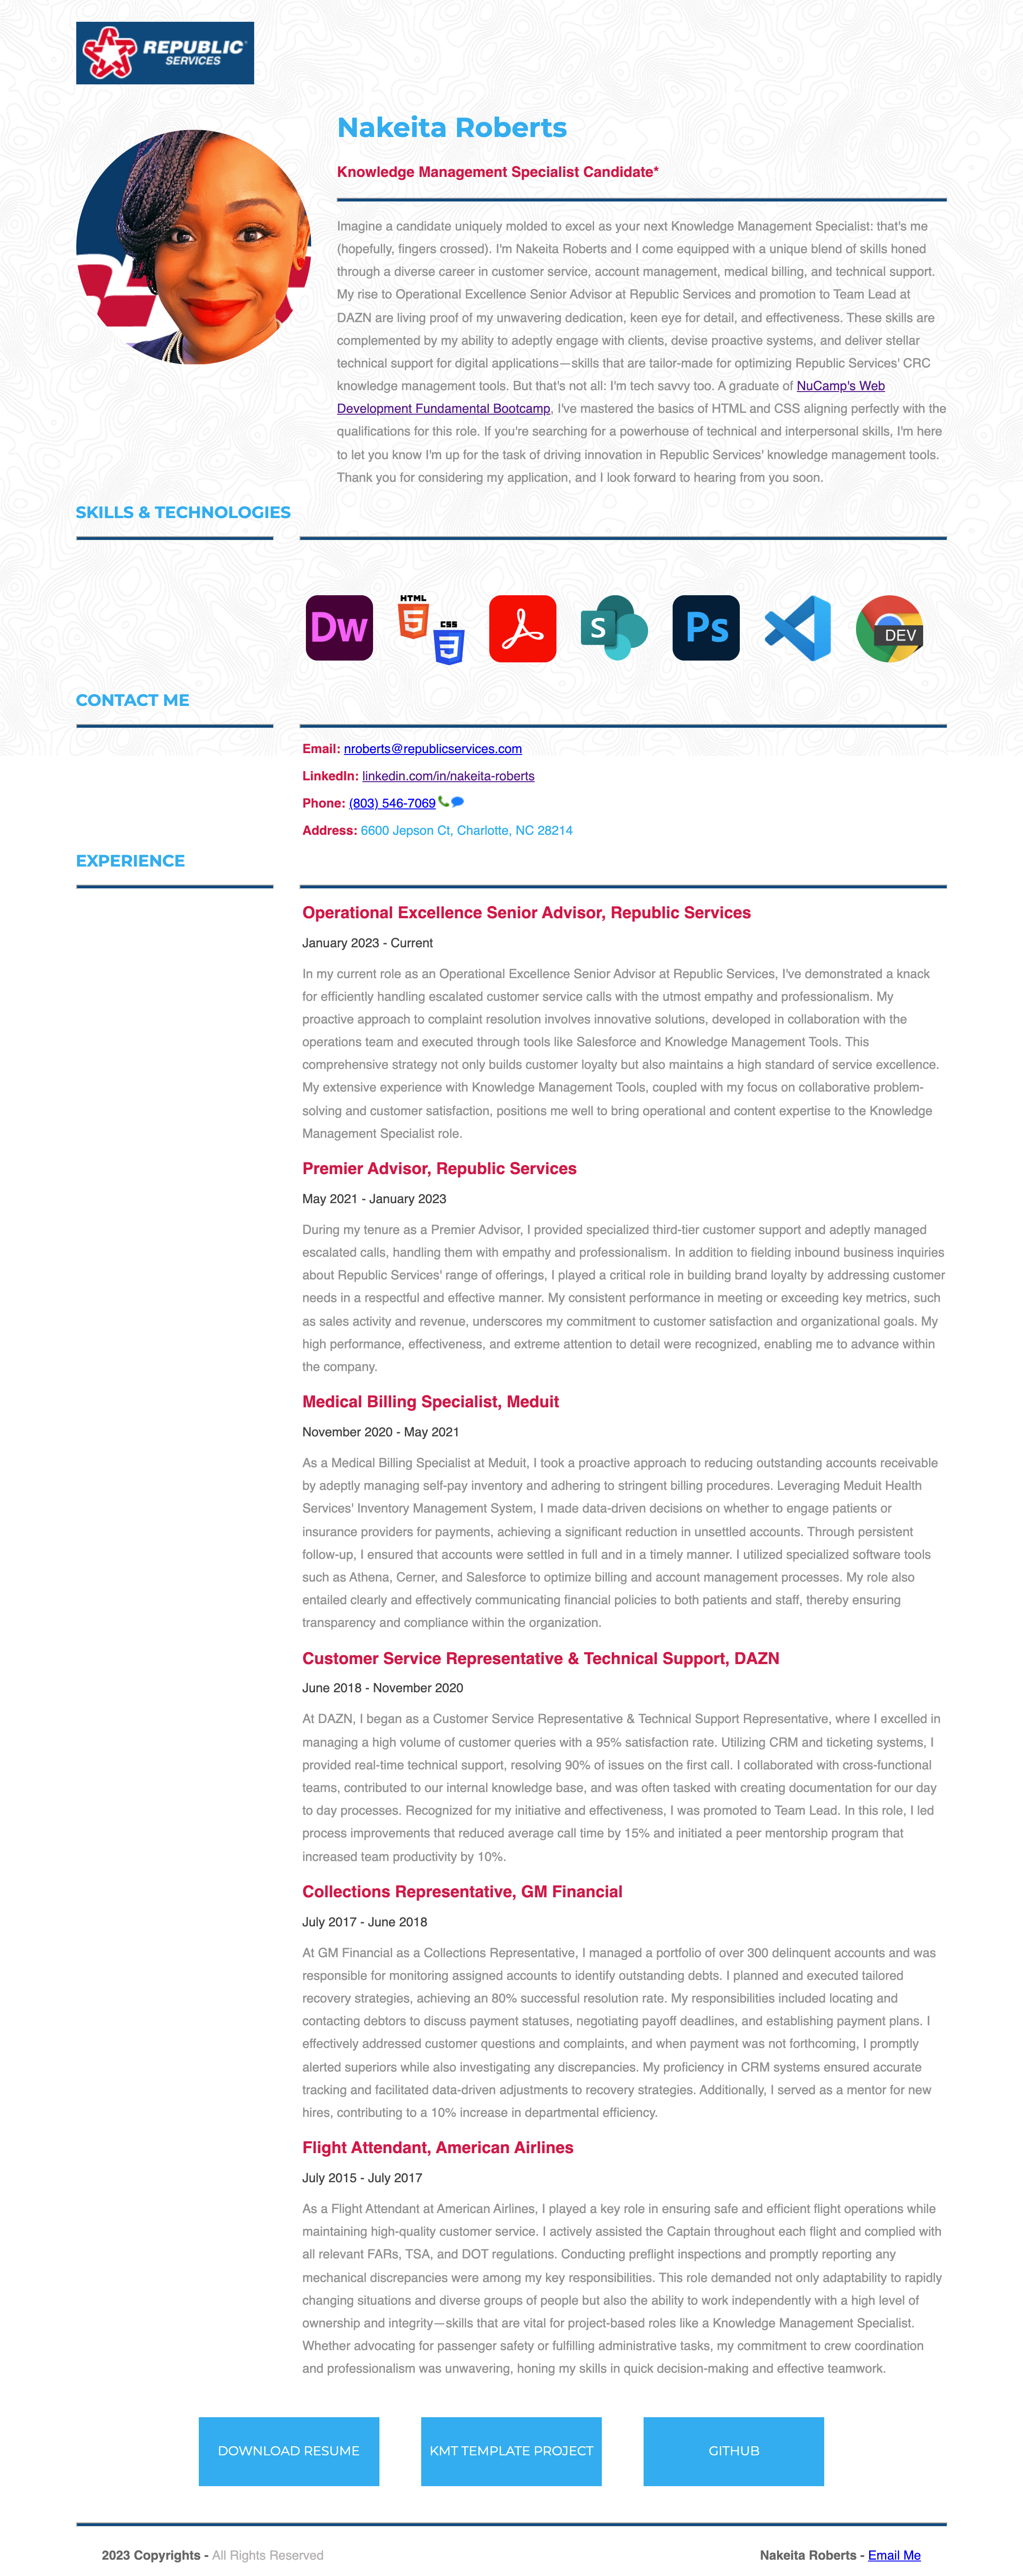 REPUBLIC
SERVICES
Nakeita Roberts
Knowledge Management Specialist Candidate*
Imagine a candidate uniquely molded to excel as your next Knowledge Management Specialist: that's me
(hopefully, fingers crossed). I'm Nakeita Roberts and I come equipped with a unique blend of skills honed
through a diverse career in customer service, account management, medical billing, and technical support.
My rise to Operational Excellence Senior Advisor at Republic Services and promotion to Team Lead at
DAZN are living proof of my unwavering dedication, keen eye for detail, and effectiveness. These skills are
complemented by my ability to adeptly engage with clients, devise proactive systems, and deliver stellar
technical support for digital applications—skills that are tailor-made for optimizing Republic Services' CRC
knowledge management tools. But that's not all: I'm tech savvy too. A graduate of NuCamp's Web
Development Fundamental Bootcamp, I've mastered the basics of HTML and CSS aligning perfectly with the
qualifications for this role. If you're searching for a powerhouse of technical and interpersonal skills, I'm here
to let you know I'm up for the task of driving innovation in Republic Services' knowledge management tools.
Thank you for considering my application, and I look forward to hearing from you soon.
SKILLS & TECHNOLOGIES
Dw
HTML
5
CSS
3
S
Ps
DEV
CONTACT ME
Email: nroberts@republicservices.com
LinkedIn: linkedin.com/in/nakeita-roberts
Phone: (803) 546-7069
Address: 6600 Jepson Ct, Charlotte, NC 28214
EXPERIENCE
Operational Excellence Senior Advisor, Republic Services
January 2023 - Current
In my current role as an Operational Excellence Senior Advisor at Republic Services, I've demonstrated a knack
for efficiently handling escalated customer service calls with the utmost empathy and professionalism. My
proactive approach to complaint resolution involves innovative solutions, developed in collaboration with the
operations team and executed through tools like Salesforce and Knowledge Management Tools. This
comprehensive strategy not only builds customer loyalty but also maintains a high standard of service excellence.
My extensive experience with Knowledge Management Tools, coupled with my focus on collaborative problem-
solving and customer satisfaction, positions me well to bring operational and content expertise to the Knowledge
Management Specialist role.
Premier Advisor, Republic Services
May 2021 - January 2023
During my tenure as a Premier Advisor, I provided specialized third-tier customer support and adeptly managed
escalated calls, handling them with empathy and professionalism. In addition to fielding inbound business inquiries
about Republic Services' range of offerings, I played a critical role in building brand loyalty by addressing customer
needs in a respectful and effective manner. My consistent performance in meeting or exceeding key metrics, such
as sales activity and revenue, underscores my commitment to customer satisfaction and organizational goals. My
high performance, effectiveness, and extreme attention to detail were recognized, enabling me to advance within
the company.
Medical Billing Specialist, Meduit
November 2020 - May 2021
As a Medical Billing Specialist at Meduit, I took a proactive approach to reducing outstanding accounts receivable
by adeptly managing self-pay inventory and adhering to stringent billing procedures. Leveraging Meduit Health
Services' Inventory Management System, I made data-driven decisions on whether to engage patients or
insurance providers for payments, achieving a significant reduction in unsettled accounts. Through persistent
follow-up, I ensured that accounts were settled in full and in a timely manner. I utilized specialized software tools
such as Athena, Cerner, and Salesforce to optimize billing and account management processes. My role also
entailed clearly and effectively communicating financial policies to both patients and staff, thereby ensuring
transparency and compliance within the organization.
Customer Service Representative & Technical Support, DAZN
June 2018 - November 2020
At DAZN, I began as a Customer Service Representative & Technical Support Representative, where I excelled in
managing a high volume of customer queries with a 95% satisfaction rate. Utilizing CRM and ticketing systems, I
provided real-time technical support, resolving 90% of issues on the first call. I collaborated with cross-functional
teams, contributed to our internal knowledge base, and was often tasked with creating documentation for our day
to day processes. Recognized for my initiative and effectiveness, I was promoted to Team Lead. In this role, I led
process improvements that reduced average call time by 15% and initiated a peer mentorship program that
increased team productivity by 10%.
Collections Representative, GM Financial
July 2017 - June 2018
At GM Financial as a Collections Representative, I managed a portfolio of over 300 delinquent accounts and was
responsible for monitoring assigned accounts to identify outstanding debts. I planned and executed tailored
recovery strategies, achieving an 80% successful resolution rate. My responsibilities included locating and
contacting debtors to discuss payment statuses, negotiating payoff deadlines, and establishing payment plans. I
effectively addressed customer questions and complaints, and when payment was not forthcoming, I promptly
alerted superiors while also investigating any discrepancies. My proficiency in CRM systems ensured accurate
tracking and facilitated data-driven adjustments to recovery strategies. Additionally, I served as a mentor for new
hires, contributing to a 10% increase in departmental efficiency.
Flight Attendant, American Airlines
July 2015 - July 2017
As a Flight Attendant at American Airlines, I played a key role in ensuring safe and efficient flight operations while
maintaining high-quality customer service. I actively assisted the Captain throughout each flight and complied with
all relevant FARs, TSA, and DOT regulations. Conducting preflight inspections and promptly reporting any
mechanical discrepancies were among my key responsibilities. This role demanded not only adaptability to rapidly
changing situations and diverse groups of people but also the ability to work independently with a high level of
ownership and integrity—skills that are vital for project-based roles like a Knowledge Management Specialist.
Whether advocating for passenger safety or fulfilling administrative tasks, my commitment to crew coordination
and professionalism was unwavering, honing my skills in quick decision-making and effective teamwork.
DOWNLOAD RESUME
KMT TEMPLATE PROJECT
GITHUB
2023 Copyrights - All Rights Reserved
Nakeita Roberts - Email Me